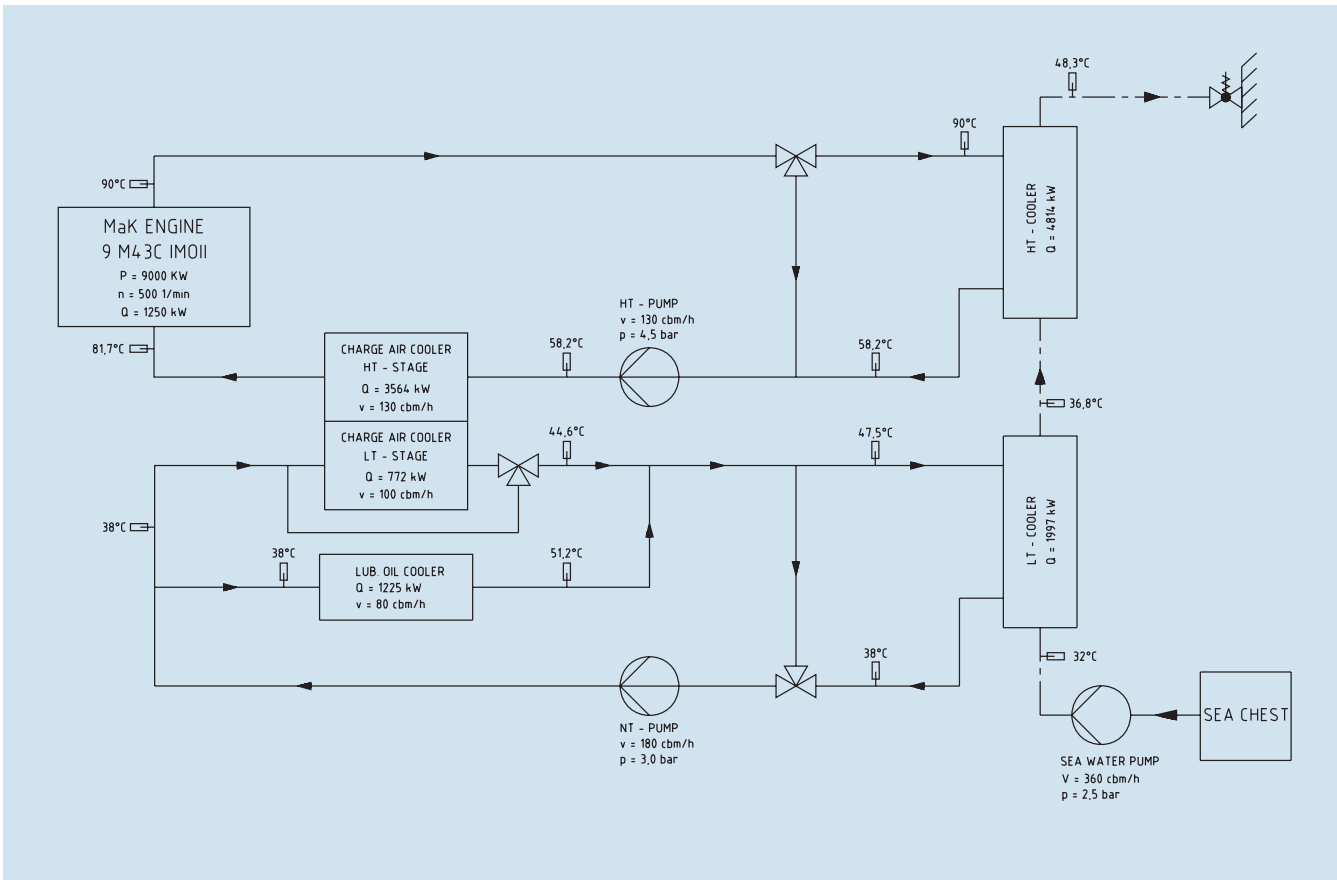 48,3°C
90°C
90°C
MaK ENGINE
9 M43C IMOII
P = 9000 KW
n = 500 1/min
Q = 1250 kW
HT - COOLER
Q = 4814 kW
HT - PUMP
v = 130 cbm/h
p = 4,5 bar
81,7°C
CHARGE AIR COOLER
HT - STAGE
Q = 3564 kW
v = 130 cbm/h
58,2°C
58,2°C
36,8°C
CHARGE AIR COOLER
LT - STAGE
Q = 772 kW
v = 100 cbm/h
44,6°C
47,5°C
38°C
LT - COOLER
Q = 1997 kW
38°C
LUB. OIL COOLER
Q = 1225 kW
v = 80 cbm/h
51,2°C
38°C
32°C
NT - PUMP
v = 180 cbm/h
p = 3,0 bar
SEA CHEST
SEA WATER PUMP
V = 360 cbm/h
p = 2,5 bar